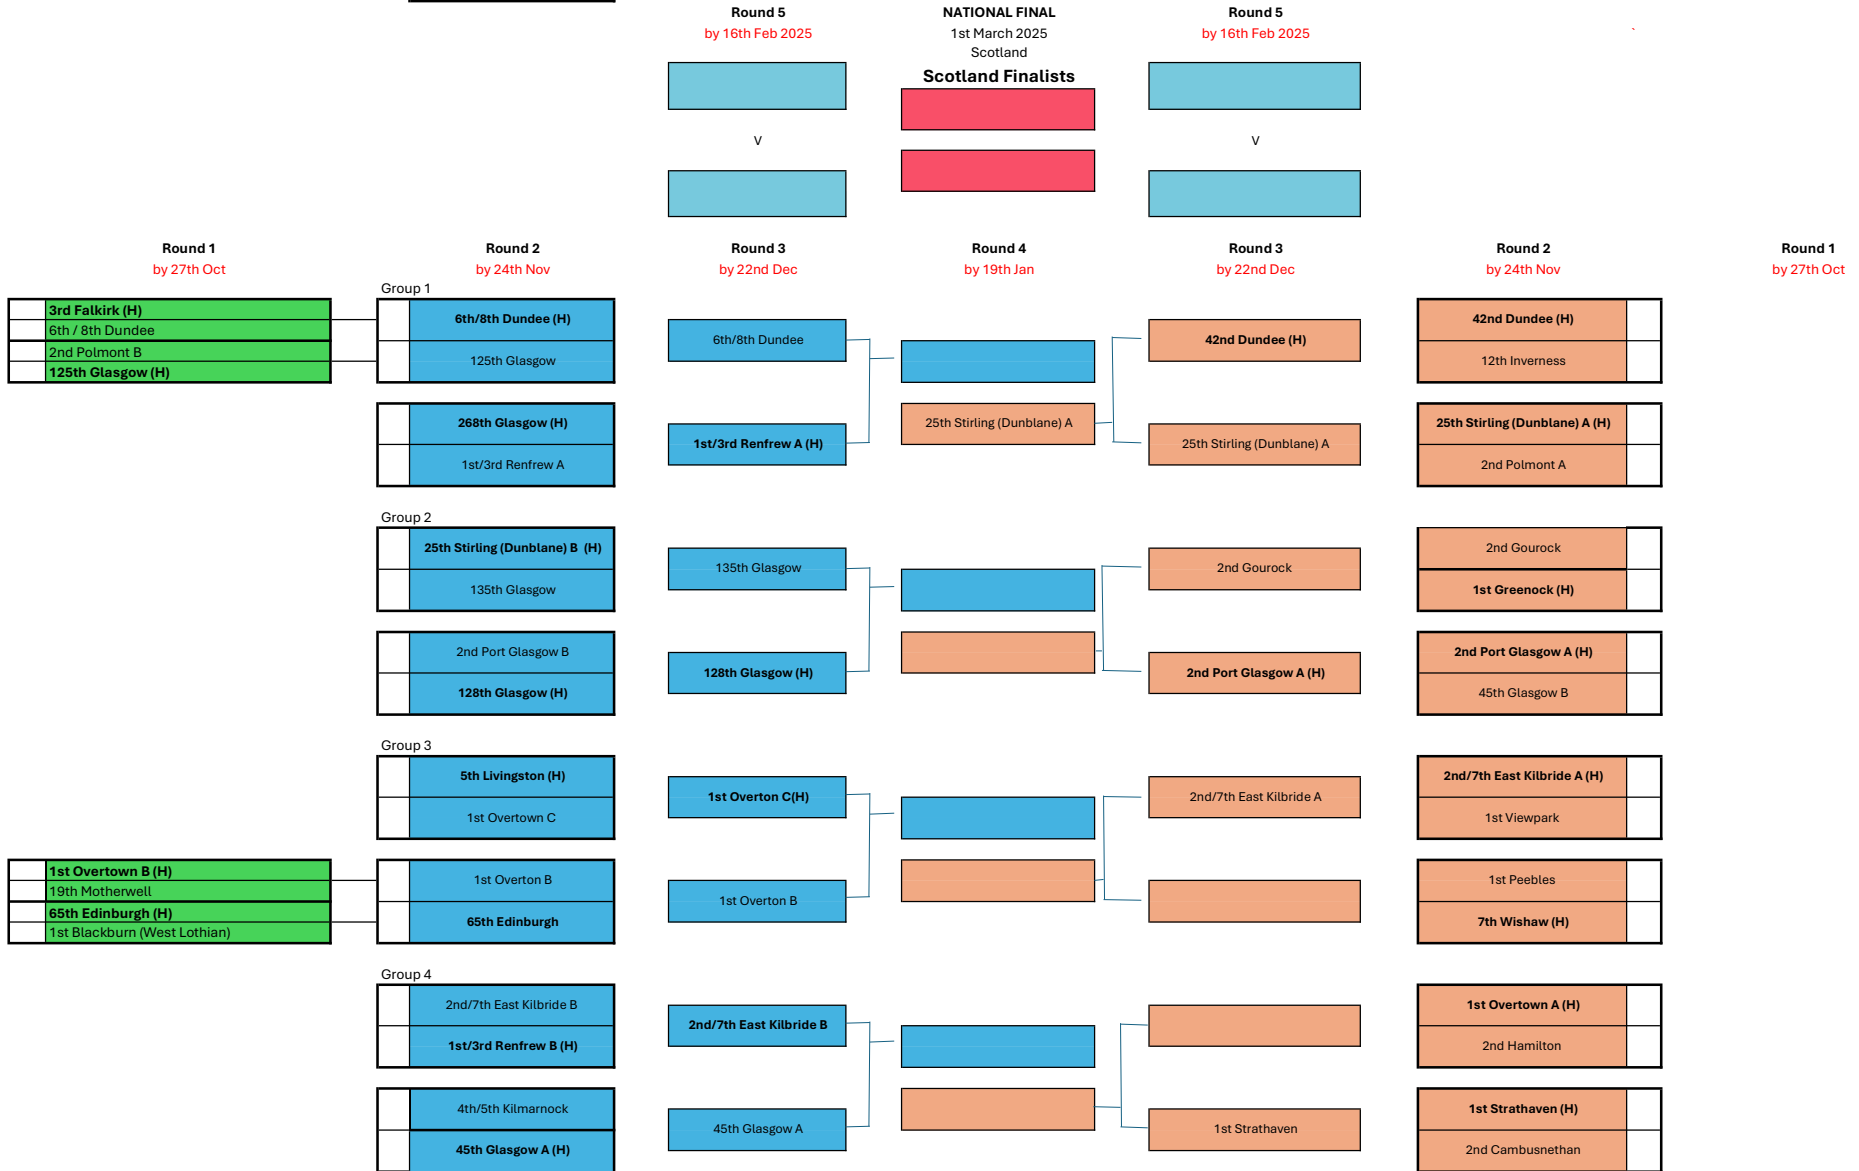 Round 5
NATIONAL FINAL
Round 5
by 16th Feb 2025
1st March 2025
by 16th Feb 2025
`
Scotland
Scotland Finalists
V
V
Round 1
Round 2
Round 3
Round 4
Round 3
Round 2
Round 1
by 27th Oct
by 24th Nov
by 22nd Dec
by 19th Jan
by 22nd Dec
by 24th Nov
by 27th Oct
Group 1
3rd Falkirk (H)
6th / 8th Dundee
2nd Polmont B
125th Glasgow (H)
6th/8th Dundee (H)
125th Glasgow
268th Glasgow (H)
1st/3rd Renfrew A
6th/8th Dundee
1st/3rd Renfrew A (H)
25th Stirling (Dunblane) A
42nd Dundee (H)
25th Stirling (Dunblane) A
42nd Dundee (H)
12th Inverness
25th Stirling (Dunblane) A (H)
2nd Polmont A
Group 2
25th Stirling (Dunblane) B  (H)
135th Glasgow
2nd Port Glasgow B
128th Glasgow (H)
135th Glasgow
128th Glasgow (H)
2nd Gourock
2nd Port Glasgow A (H)
2nd Gourock
1st Greenock (H)
2nd Port Glasgow A (H)
45th Glasgow B
Group 3
1st Overtown B (H)
19th Motherwell
65th Edinburgh (H)
1st Blackburn (West Lothian)
5th Livingston (H)
1st Overtown C
1st Overton B
65th Edinburgh
1st Overton C(H)
1st Overton B
2nd/7th East Kilbride A
2nd/7th East Kilbride A (H)
1st Viewpark
1st Peebles
7th Wishaw (H)
Group 4
2nd/7th East Kilbride B
1st/3rd Renfrew B (H)
4th/5th Kilmarnock
45th Glasgow A (H)
2nd/7th East Kilbride B
45th Glasgow A
1st Strathaven
1st Overtown A (H)
2nd Hamilton
1st Strathaven (H)
2nd Cambusnethan